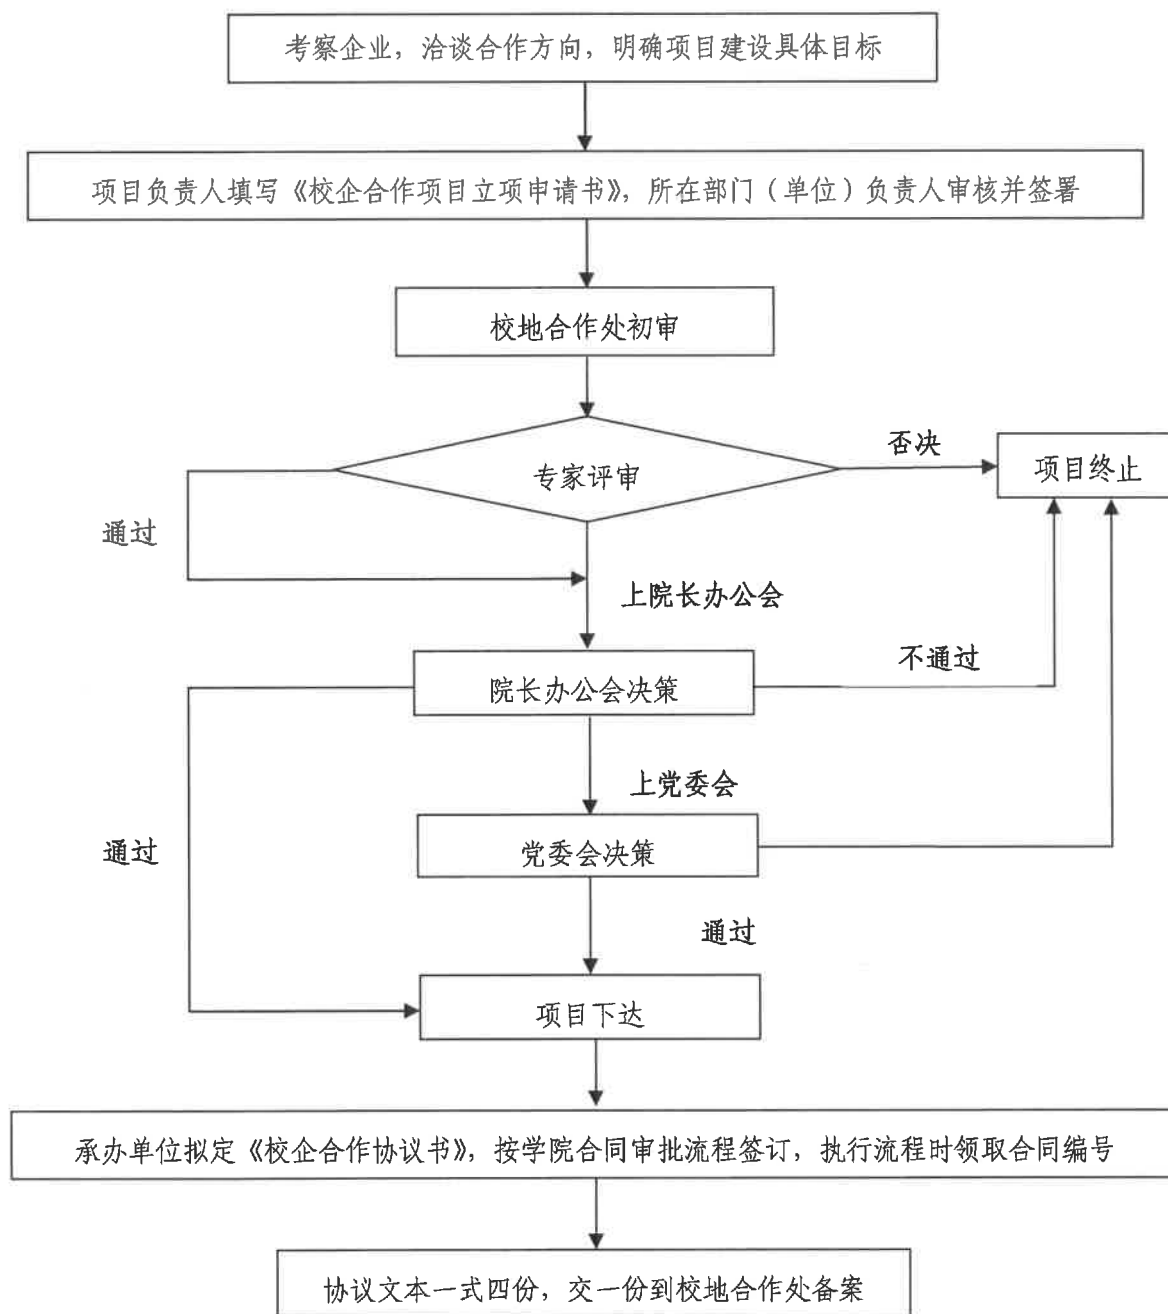 考察企业，洽谈合作方向，明确项目建设具体目标
项目负责人填写《校企合作项目立项申请书》，所在部门（单位）负责人审核并签署
校地合作处初审
否决
专家评审
项目终止
通过
上院长办公会
不通过
院长办公会决策
上党委会
通过
党委会决策
通过
项目下达
承办单位拟定《校企合作协议书》，按学院合同审批流程签订，执行流程时领取合同编号
协议文本一式四份，交一份到校地合作处备案